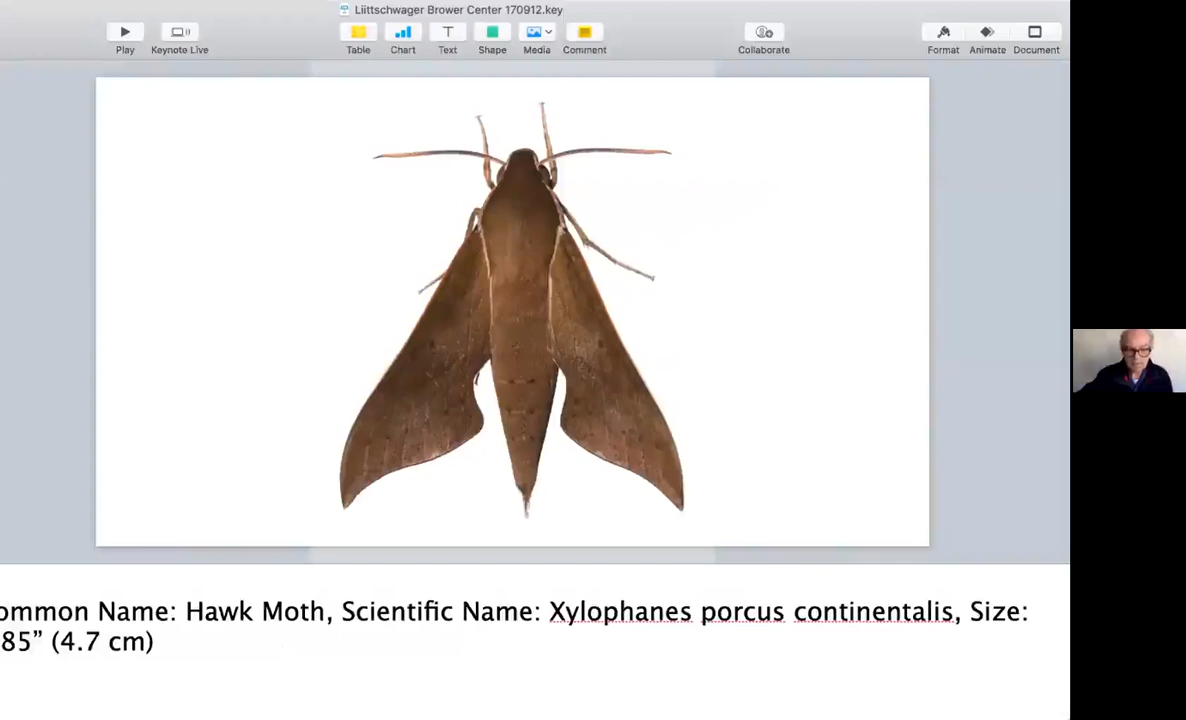 Liittschwager Brower Center 170912.key
Play
Keynote Live
Table
Chart
Text
Shape
Media
Comment
Collaborate
Format
Animate
Document
ommon Name: Hawk Moth, Scientific Name: Xylophanes porcus continentalis, Size:
85” (4.7 cm)